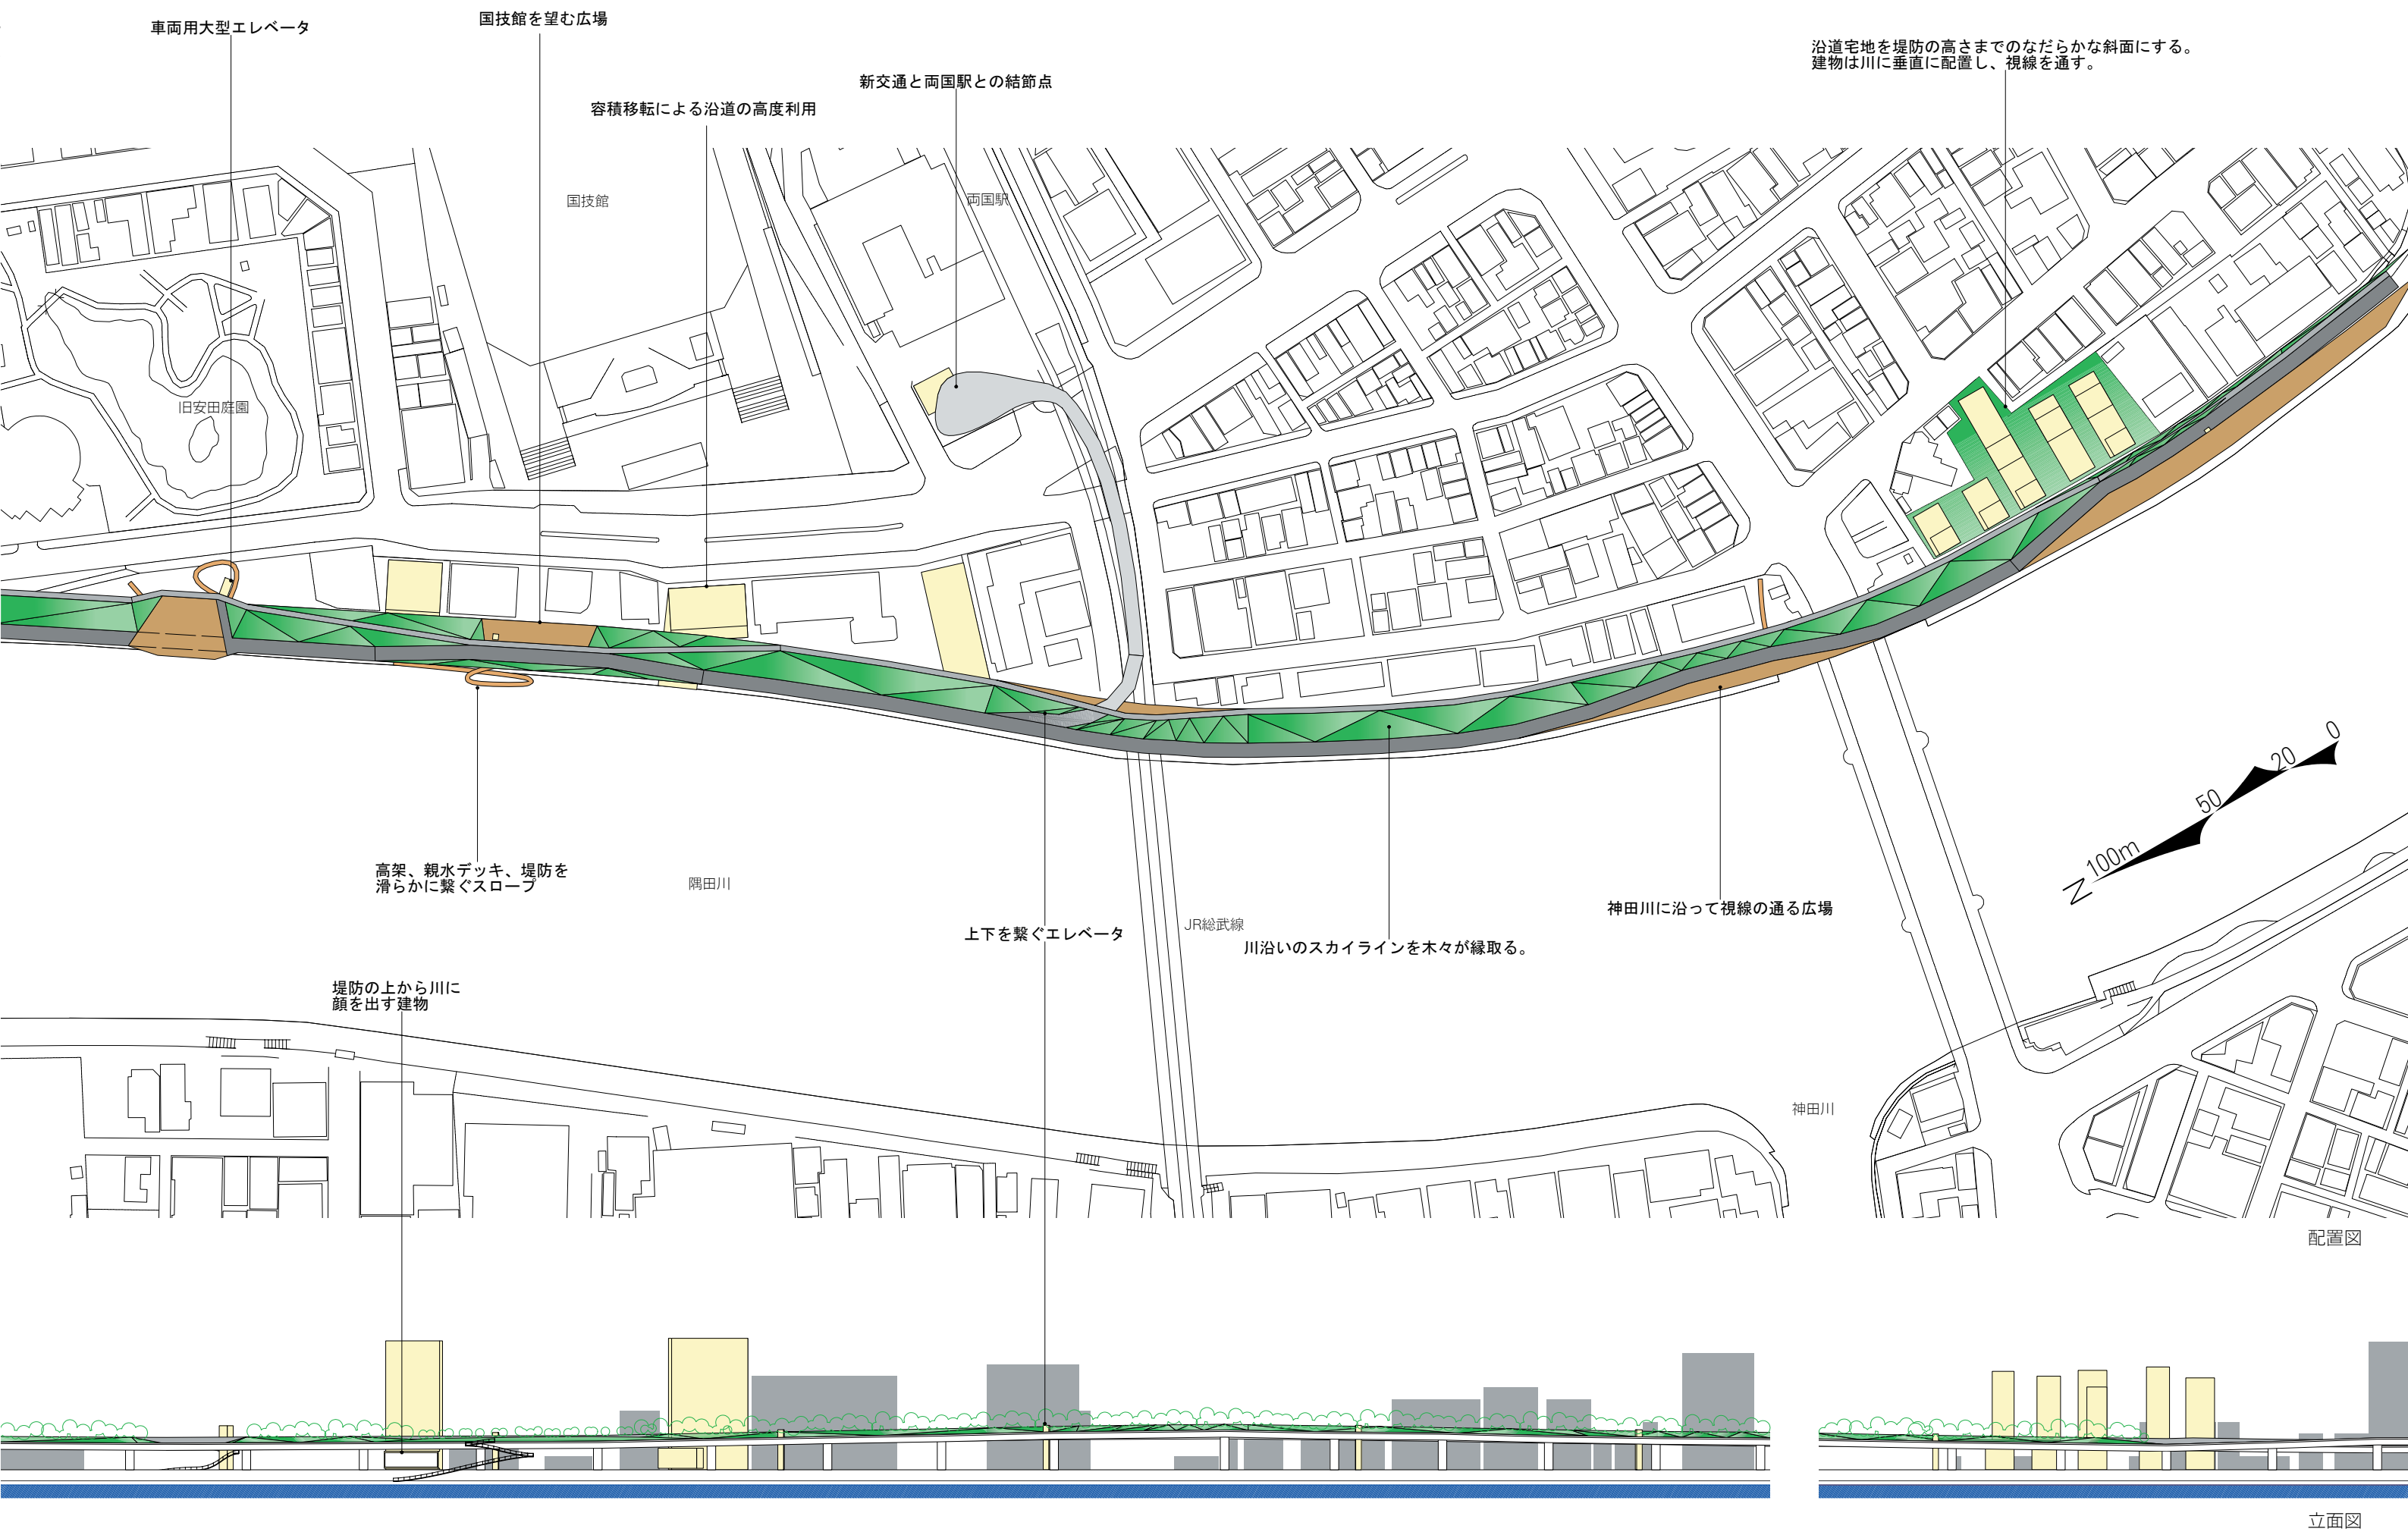 車両用大型エレベータ
国技館を望む広場
容積移転による沿道の高度利用
新交通と両国駅との結節点
沿道宅地を堤防の高さまでのなだらかな斜面にする。
建物は川に垂直に配置し、視線を通す。
国技館
両国駅
旧安田庭園
高架、親水デッキ、堤防を
滑らかに繋ぐスロープ
隅田川
上下を繋ぐエレベータ
JR総武線
川沿いのスカイラインを木々が縁取る。
神田川に沿って視線の通る広場
0
20
50
100m
N
堤防の上から川に
顔を出す建物
神田川
配置図
立面図